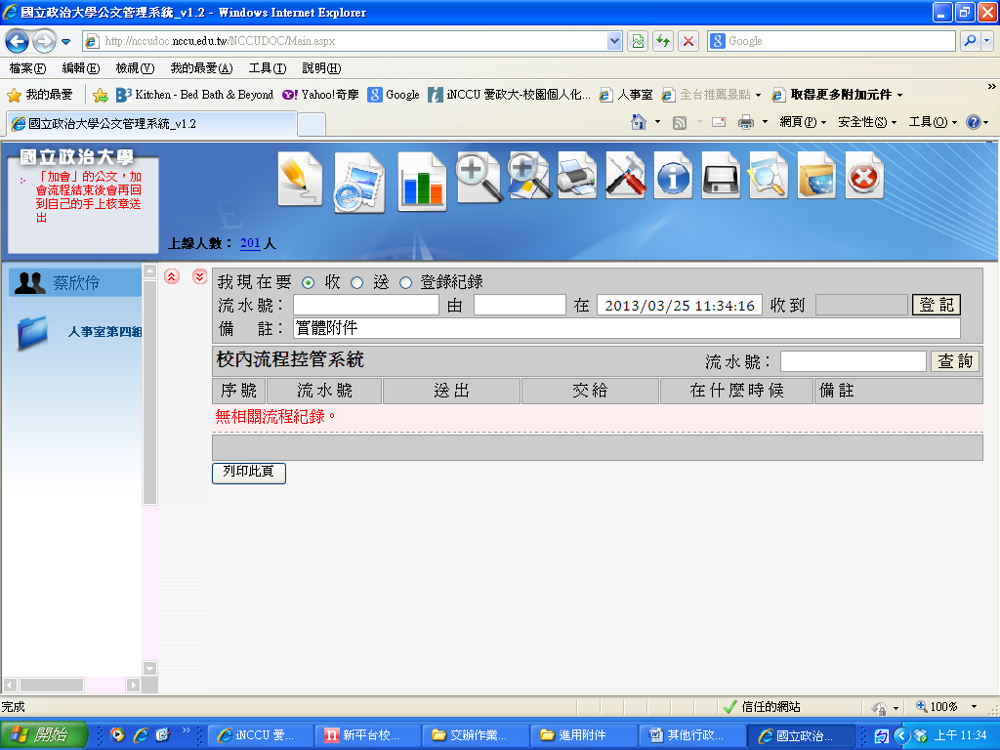 國立政治大學公文管理系統_v1.2 - Windows Internet Explorer
http://nccudoc.nccu.edu.tw/NCCUDOC/Main.aspx
Google
檔案(F) 編輯(E) 檢視(V) 我的最愛(A) 工具(T) 說明(H)
我的最愛 Kitchen - Bed Bath & Beyond Yahoo!奇摩 Google iNCCU 愛政大-校園個人化... 人事室 全台推薦景點 取得更多附加元件 »
國立政治大學公文管理系統_v1.2
網頁(P) 安全性(S) 工具(O)
國立政治大學
「加會」的公文，加
會流程結束後會再回
到自己的手上核章送
出
上線人數： 201 人
蔡欣伶
人事室第四組
我現在要 收 送 登錄紀錄
流水號： 由 在 2013/03/25 11:34:16 收到 登記
備 註： 實體附件
校內流程控管系統 流水號： 查詢
序號 流水號 送出 交給 在什麼時候 備註
無相關流程紀錄。
列印此頁
完成 信任的網站 100%
開始 » iNCCU 愛... 新平台校... 交辦作業... 進用附件 其他行政... 國立政治... 上午 11:34